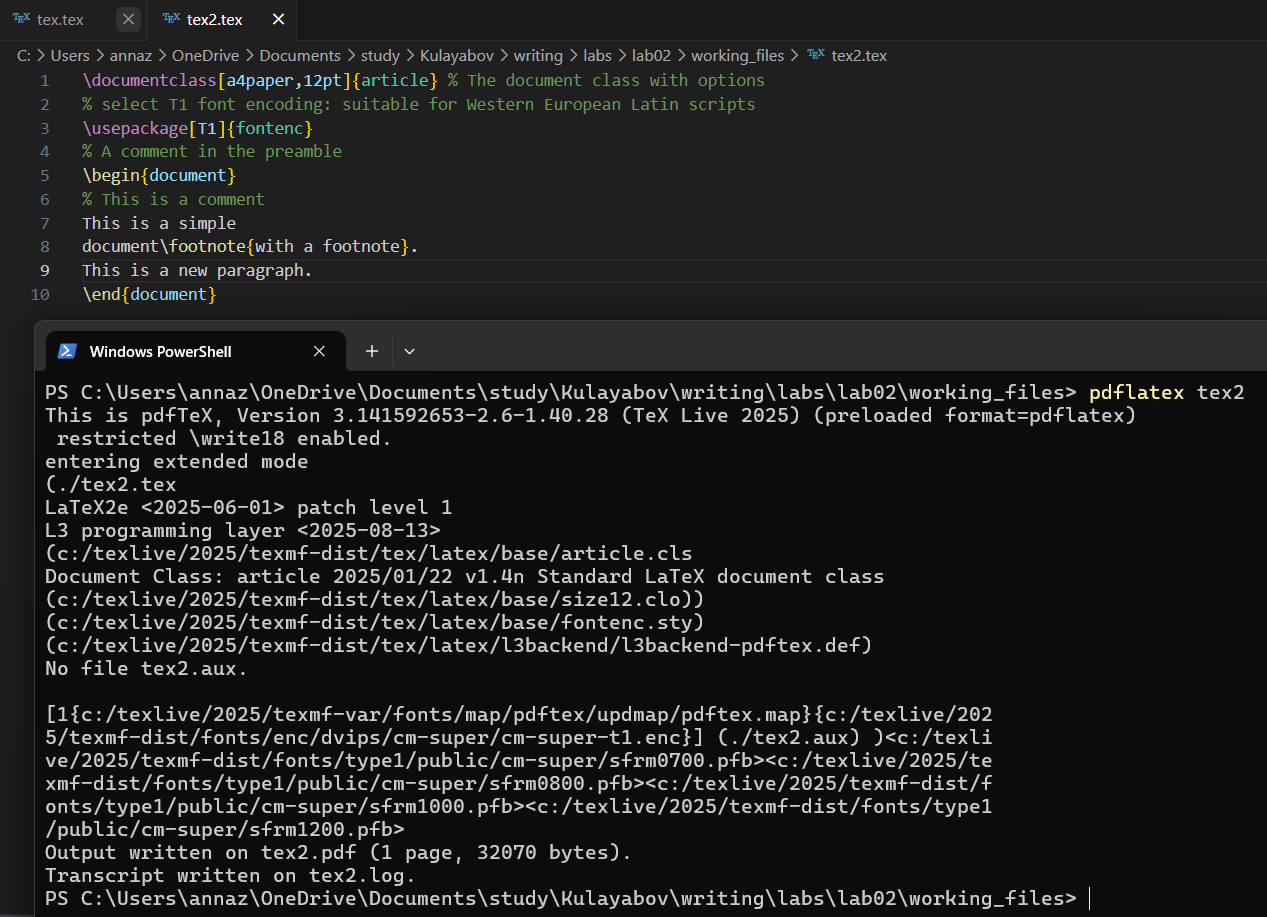 TEX tex.tex TEX tex2.tex
C: > Users > annaz > OneDrive > Documents > study > Kulayabov > writing > labs > lab02 > working_files > TEX tex2.tex
1 \documentclass[a4paper,12pt]{article} % The document class with options
2 % select T1 font encoding: suitable for Western European Latin scripts
3 \usepackage[T1]{fontenc}
4 % A comment in the preamble
5 \begin{document}
6 % This is a comment
7 This is a simple
8 document\footnote{with a footnote}.
9 This is a new paragraph.
10 \end{document}
Windows PowerShell
PS C:\Users\annaz\OneDrive\Documents\study\Kulayabov\writing\labs\lab02\working_files> pdflatex tex2
This is pdfTeX, Version 3.141592653-2.6-1.40.28 (TeX Live 2025) (preloaded format=pdflatex)
 restricted \write18 enabled.
entering extended mode
(./tex2.tex
LaTeX2e <2025-06-01> patch level 1
L3 programming layer <2025-08-13>
(c:/texlive/2025/texmf-dist/tex/latex/base/article.cls
Document Class: article 2025/01/22 v1.4n Standard LaTeX document class
(c:/texlive/2025/texmf-dist/tex/latex/base/size12.clo))
(c:/texlive/2025/texmf-dist/tex/latex/base/fontenc.sty)
(c:/texlive/2025/texmf-dist/tex/latex/l3backend/l3backend-pdftex.def)
No file tex2.aux.
[1{c:/texlive/2025/texmf-var/fonts/map/pdftex/updmap/pdftex.map}{c:/texlive/202
5/texmf-dist/fonts/enc/dvips/cm-super/cm-super-t1.enc}] (./tex2.aux) )<c:/texli
ve/2025/texmf-dist/fonts/type1/public/cm-super/sfrm0700.pfb><c:/texlive/2025/te
xmf-dist/fonts/type1/public/cm-super/sfrm0800.pfb><c:/texlive/2025/texmf-dist/f
onts/type1/public/cm-super/sfrm1000.pfb><c:/texlive/2025/texmf-dist/fonts/type1
/public/cm-super/sfrm1200.pfb>
Output written on tex2.pdf (1 page, 32070 bytes).
Transcript written on tex2.log.
PS C:\Users\annaz\OneDrive\Documents\study\Kulayabov\writing\labs\lab02\working_files>